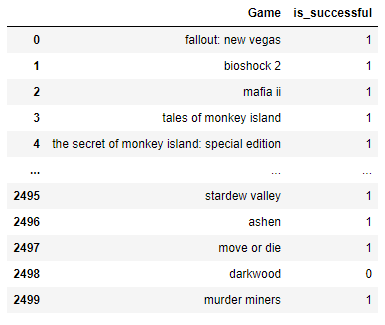 Game is_successful
0 fallout: new vegas 1
1 bioshock 2 1
2 mafia ii 1
3 tales of monkey island 1
4 the secret of monkey island: special edition 1
... ... ...
2495 stardew valley 1
2496 ashen 1
2497 move or die 1
2498 darkwood 0
2499 murder miners 1